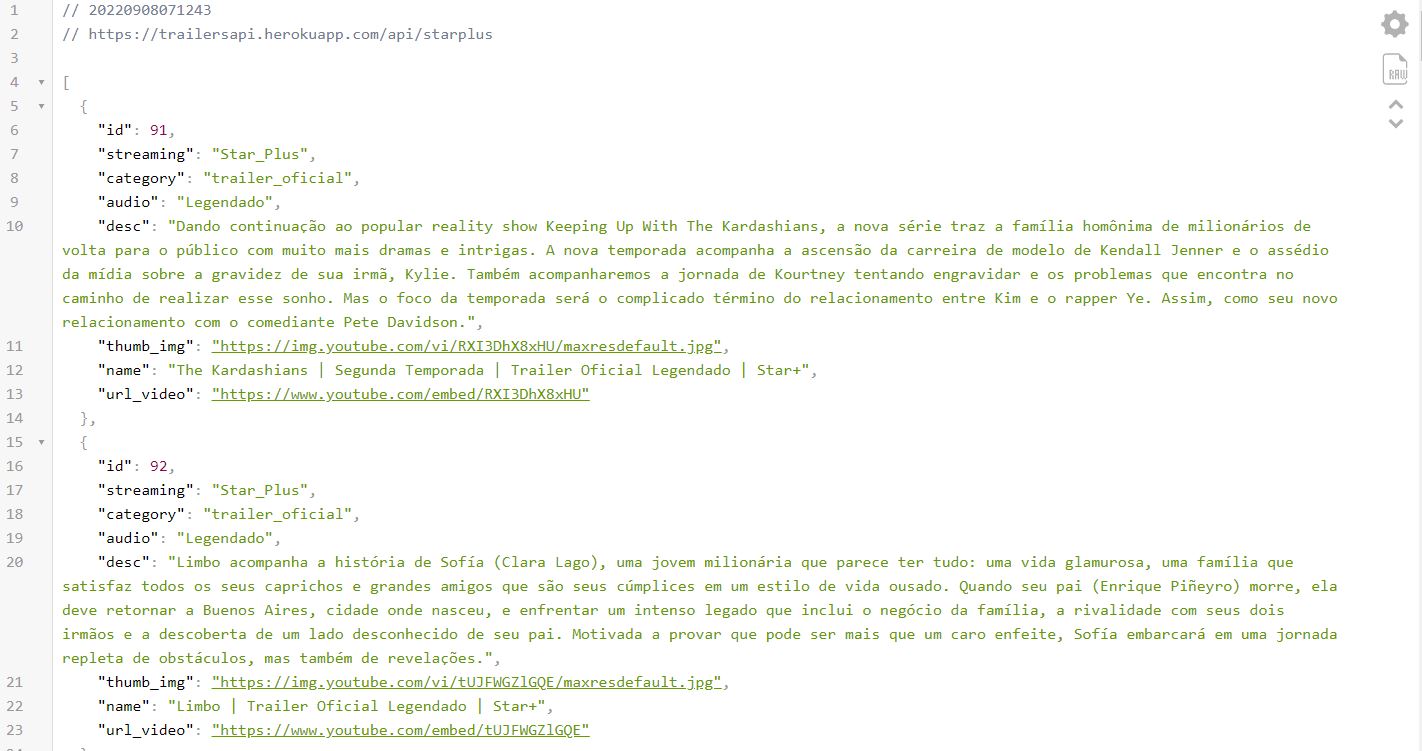 1 // 20220908071243
2 // https://trailersapi.herokuapp.com/api/starplus
3
4 [
5 {
6 "id": 91,
7 "streaming": "Star_Plus",
8 "category": "trailer_oficial",
9 "audio": "Legendado",
10 "desc": "Dando continuação ao popular reality show Keeping Up With The Kardashians, a nova série traz a família homônima de milionários de
volta para o público com muito mais dramas e intrigas. A nova temporada acompanha a ascensão da carreira de modelo de Kendall Jenner e o assédio
da mídia sobre a gravidez de sua irmã, Kylie. Também acompanharemos a jornada de Kourtney tentando engravidar e os problemas que encontra no
caminho de realizar esse sonho. Mas o foco da temporada será o complicado término do relacionamento entre Kim e o rapper Ye. Assim, como seu novo
relacionamento com o comediante Pete Davidson.",
11 "thumb_img": "https://img.youtube.com/vi/RXI3DhX8xHU/maxresdefault.jpg",
12 "name": "The Kardashians | Segunda Temporada | Trailer Oficial Legendado | Star+",
13 "url_video": "https://www.youtube.com/embed/RXI3DhX8xHU"
14 },
15 {
16 "id": 92,
17 "streaming": "Star_Plus",
18 "category": "trailer_oficial",
19 "audio": "Legendado",
20 "desc": "Limbo acompanha a história de Sofía (Clara Lago), uma jovem milionária que parece ter tudo: uma vida glamurosa, uma família que
satisfaz todos os seus caprichos e grandes amigos que são seus cúmplices em um estilo de vida ousado. Quando seu pai (Enrique Piñeyro) morre, ela
deve retornar a Buenos Aires, cidade onde nasceu, e enfrentar um intenso legado que inclui o negócio da família, a rivalidade com seus dois
irmãos e a descoberta de um lado desconhecido de seu pai. Motivada a provar que pode ser mais que um caro enfeite, Sofía embarcará em uma jornada
repleta de obstáculos, mas também de revelações.",
21 "thumb_img": "https://img.youtube.com/vi/tUJFWGZlGQE/maxresdefault.jpg",
22 "name": "Limbo | Trailer Oficial Legendado | Star+",
23 "url_video": "https://www.youtube.com/embed/tUJFWGZlGQE"
RAW